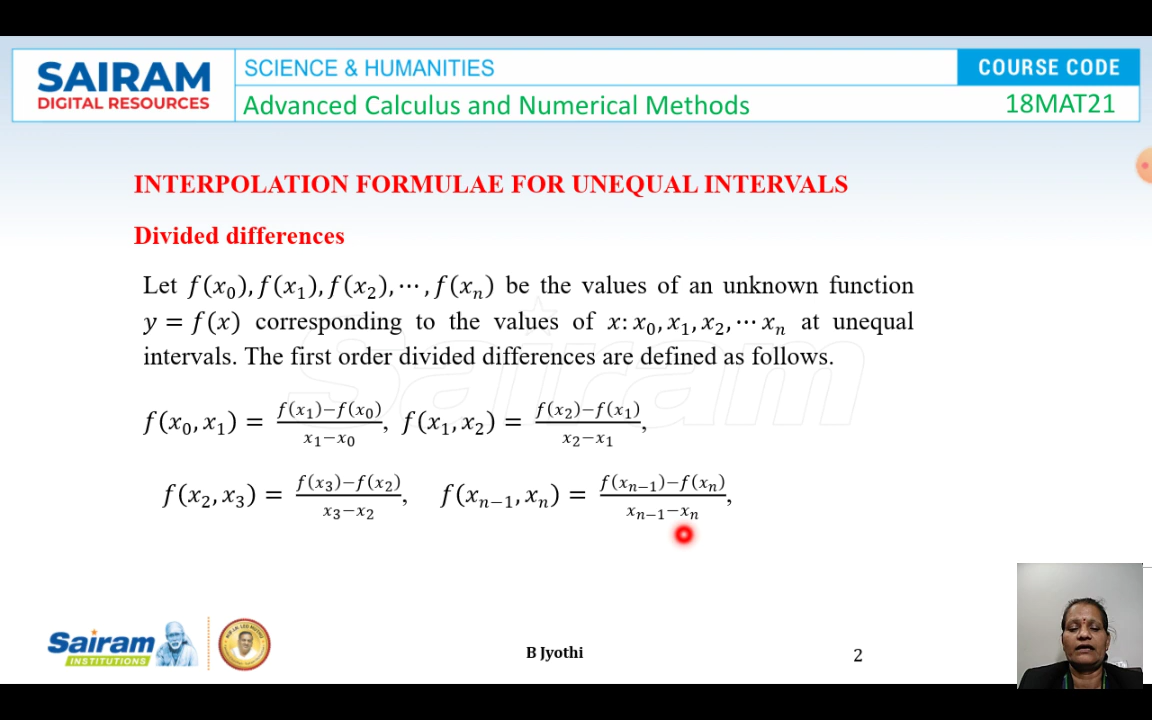 SAIRAM
DIGITAL RESOURCES
SCIENCE & HUMANITIES
Advanced Calculus and Numerical Methods
COURSE CODE
18MAT21
INTERPOLATION FORMULAE FOR UNEQUAL INTERVALS
Divided differences
Let f(x₀), f(x₁), f(x₂), ⋯ , f(xₙ) be the values of an unknown function
y = f(x) corresponding to the values of x: x₀, x₁, x₂, ⋯ xₙ at unequal
intervals. The first order divided differences are defined as follows.
f(x₀, x₁) = (f(x₁)−f(x₀))/(x₁−x₀), f(x₁, x₂) = (f(x₂)−f(x₁))/(x₂−x₁),
f(x₂, x₃) = (f(x₃)−f(x₂))/(x₃−x₂), f(xₙ₋₁, xₙ) = (f(xₙ₋₁)−f(xₙ))/(xₙ₋₁−xₙ),
Sairam
Sairam
INSTITUTIONS
B Jyothi
2